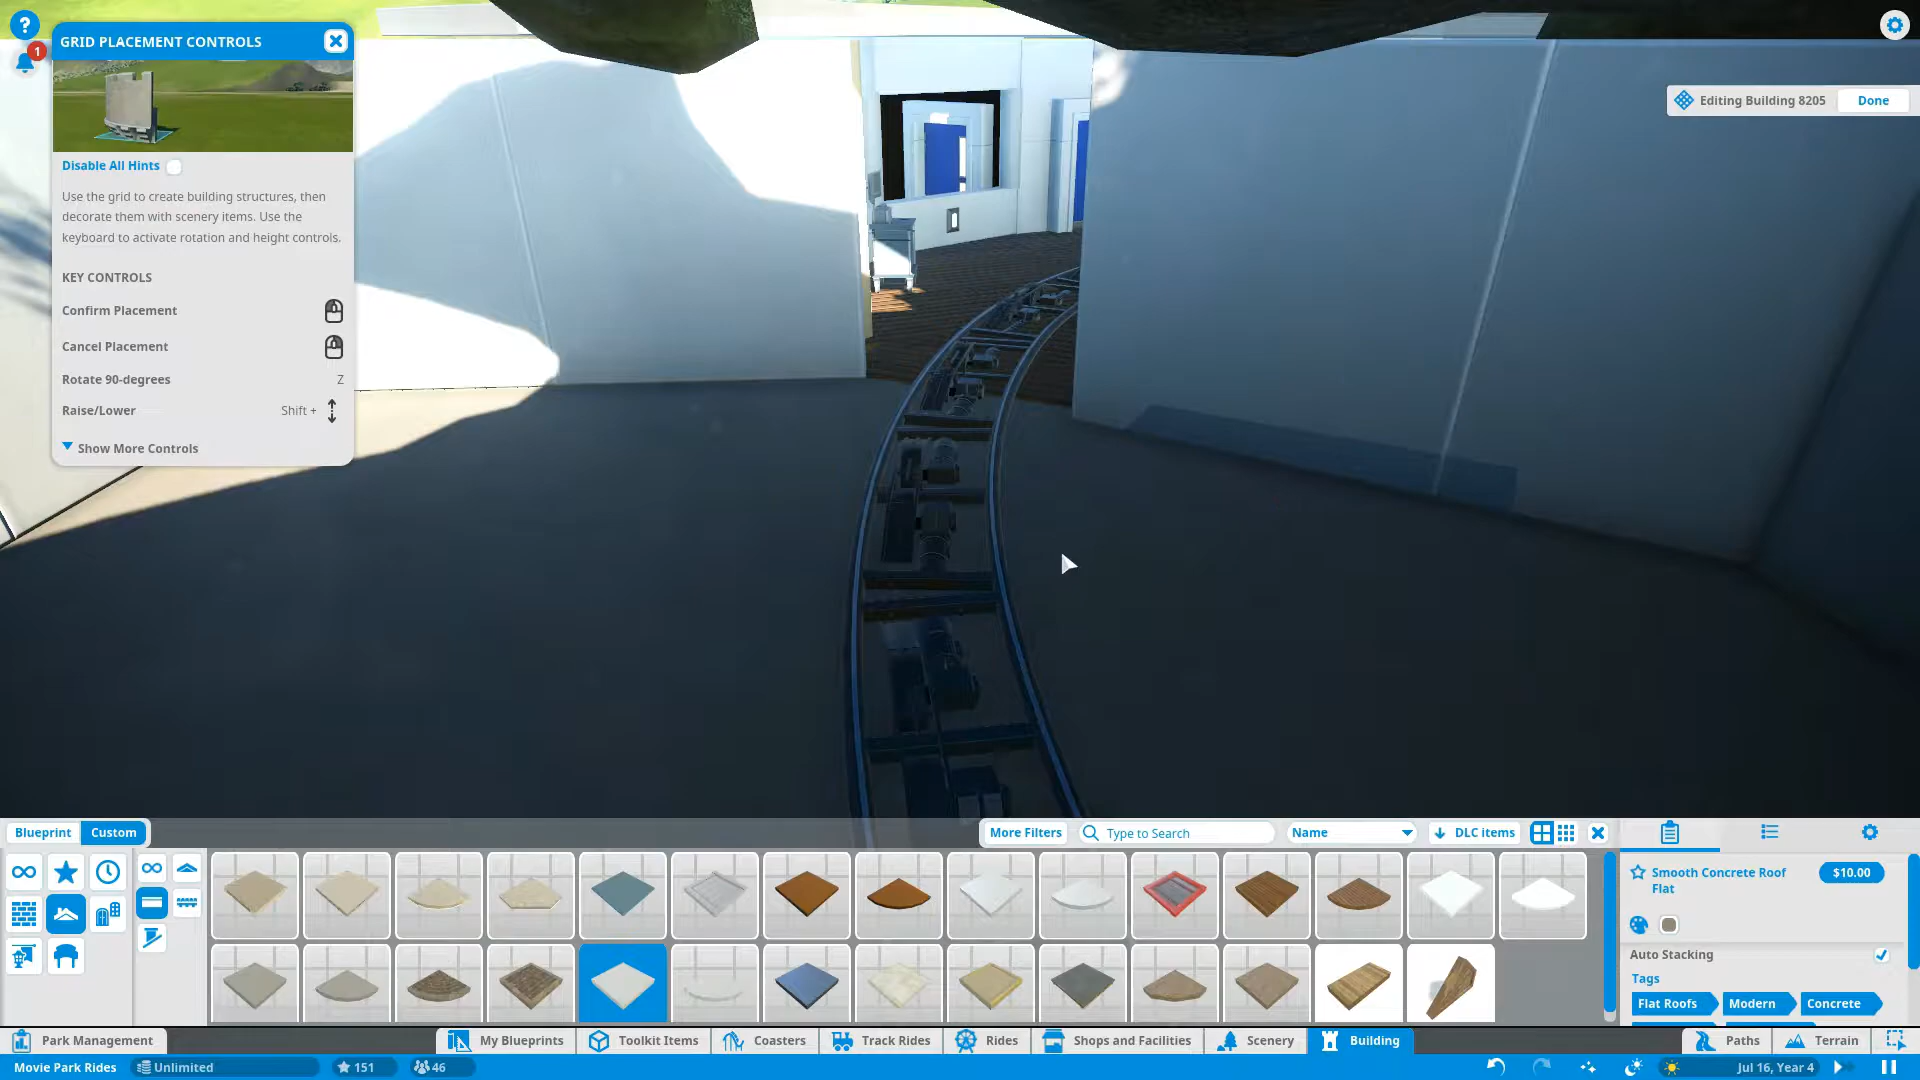 ?
GRID PLACEMENT CONTROLS
1
Disable All Hints
Use the grid to create building structures, then
decorate them with scenery items. Use the
keyboard to activate rotation and height controls.
KEY CONTROLS
Confirm Placement
Cancel Placement
Rotate 90-degrees Z
Raise/Lower Shift +
Show More Controls
Editing Building 8205 Done
Blueprint Custom
More Filters Type to Search Name DLC items
Smooth Concrete Roof
Flat
$10.00
Auto Stacking
Tags
Flat Roofs Modern Concrete
Park Management My Blueprints Toolkit Items Coasters Track Rides Rides Shops and Facilities Scenery Building Paths Terrain
Movie Park Rides Unlimited 151 46 Jul 16, Year 4